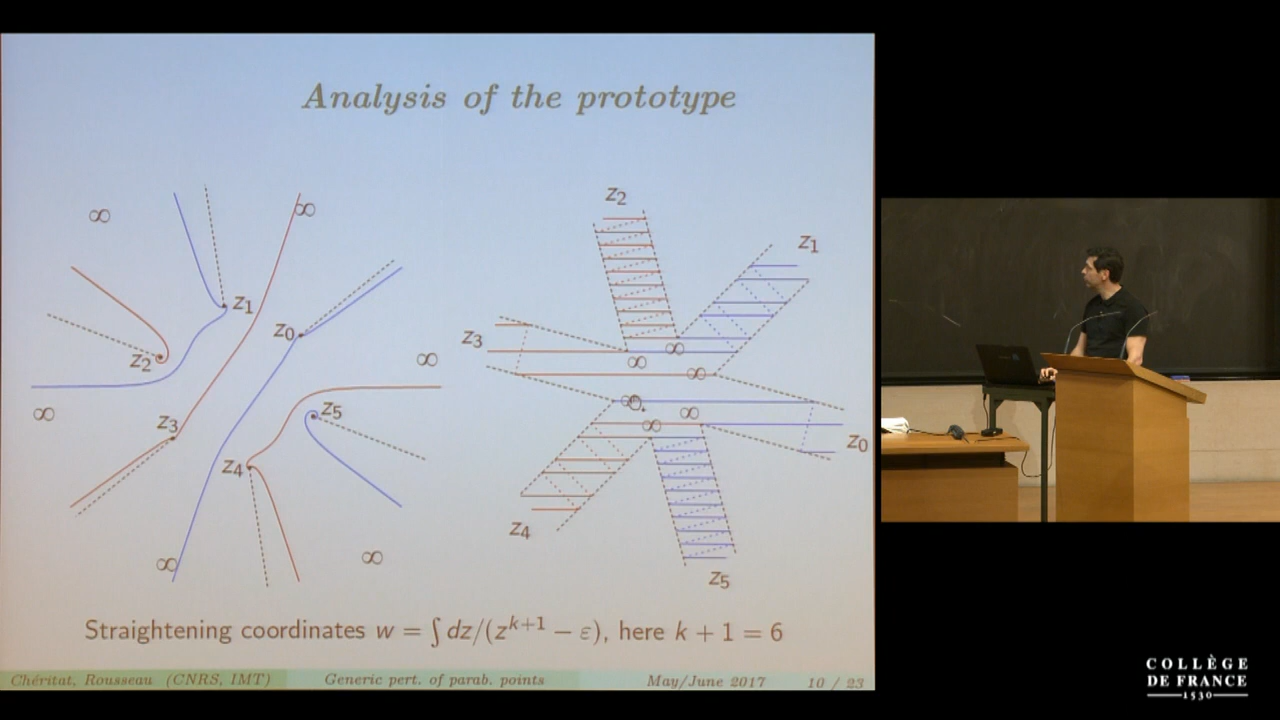 Analysis of the prototype
∞
∞
z₁
z₀
z₂
∞
∞
z₃
z₅
z₄
∞
∞
z₂
z₁
z₃
∞
∞
∞
∞
∞
∞
z₀
z₄
z₅
Straightening coordinates w = ∫ dz/(z^{k+1} − ε), here k + 1 = 6
Chéritat, Rousseau (CNRS, IMT) Generic pert. of parab. points May/June 2017 10 / 23
COLLÈGE
DE FRANCE
1530